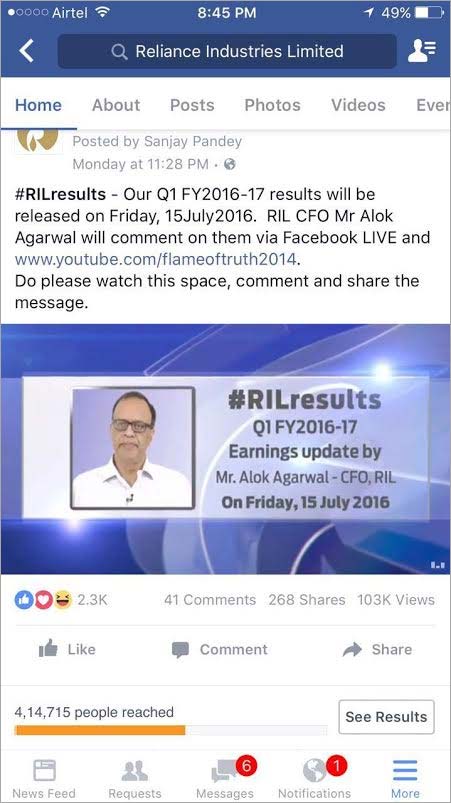 Airtel 8:45 PM 49%
Reliance Industries Limited
Home About Posts Photos Videos Ever
Posted by Sanjay Pandey
Monday at 11:28 PM •
#RILresults - Our Q1 FY2016-17 results will be
released on Friday, 15July2016. RIL CFO Mr Alok
Agarwal will comment on them via Facebook LIVE and
www.youtube.com/flameoftruth2014.
Do please watch this space, comment and share the
message.
#RILresults
Q1 FY2016-17
Earnings update by
Mr. Alok Agarwal - CFO, RIL
On Friday, 15 July 2016
2.3K 41 Comments 268 Shares 103K Views
Like Comment Share
4,14,715 people reached
See Results
6 1
News Feed Requests Messages Notifications More